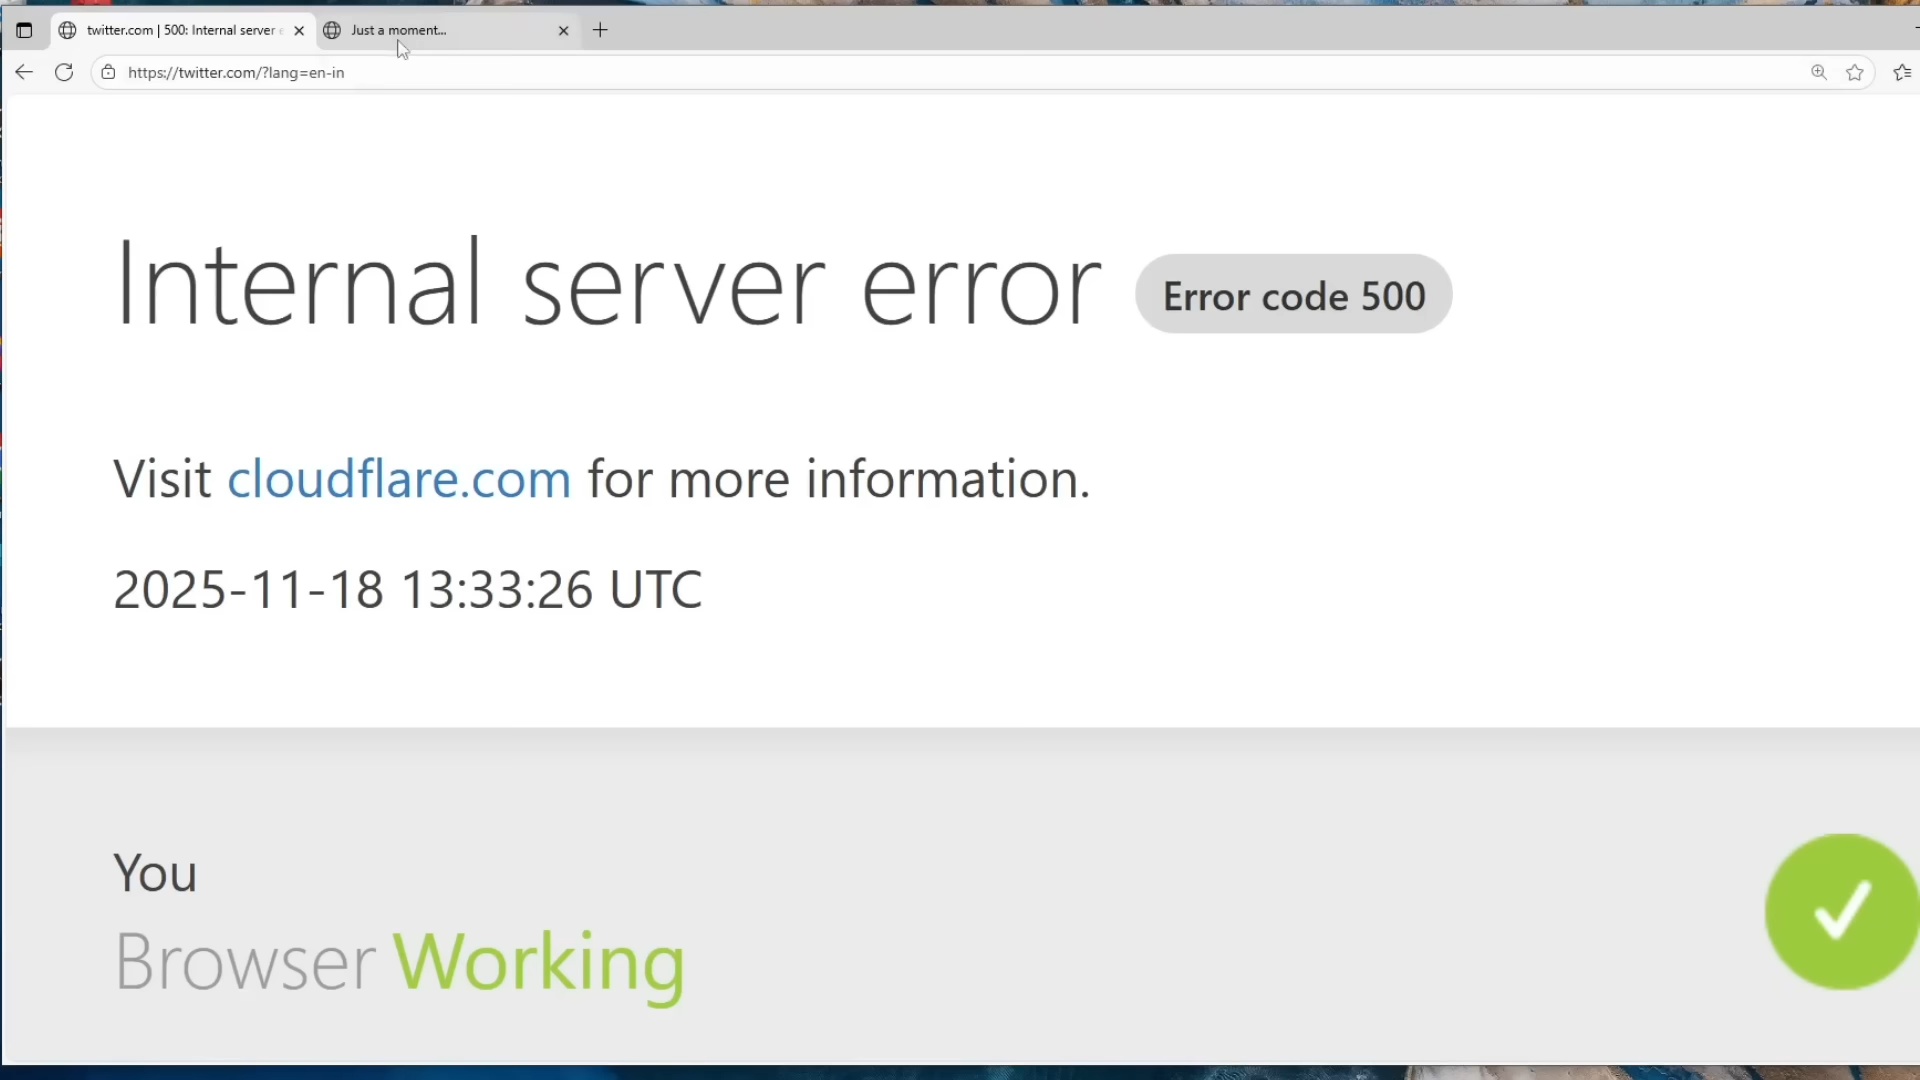 twitter.com | 500: Internal server
Just a moment...
https://twitter.com/?lang=en-in
Internal server error
Error code 500
Visit cloudflare.com for more information.
2025-11-18 13:33:26 UTC
You
Browser Working